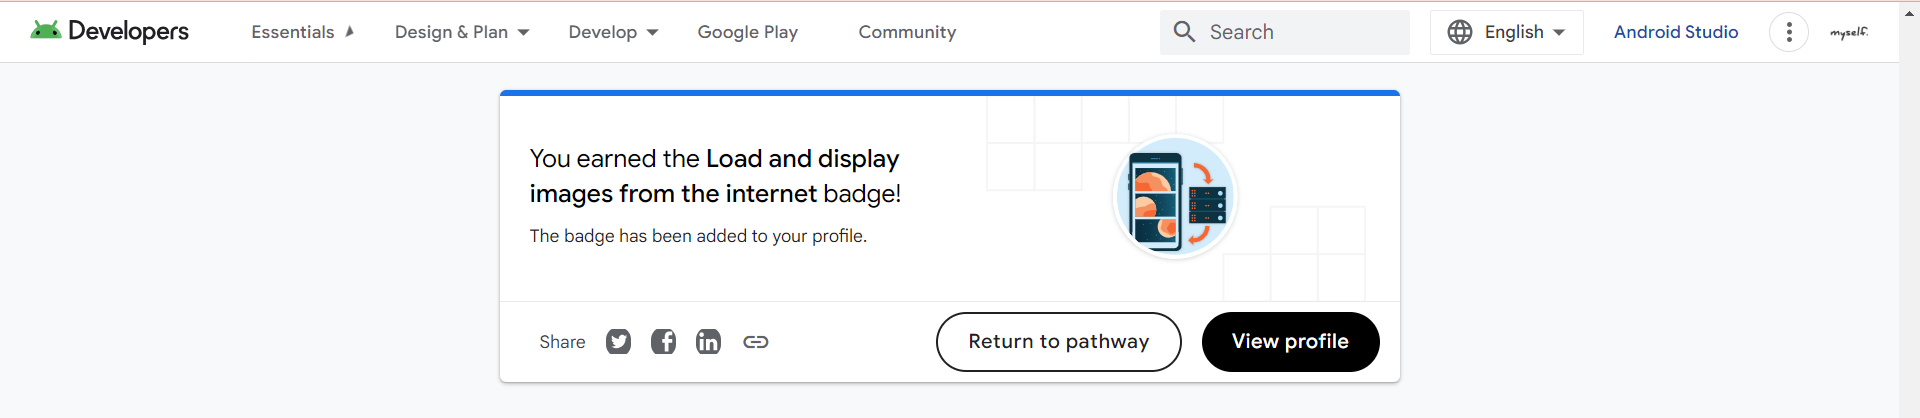 Developers
Essentials
Design & Plan
Develop
Google Play
Community
Search
English
Android Studio
myself.
You earned the Load and display
images from the internet badge!
The badge has been added to your profile.
Share
Return to pathway
View profile